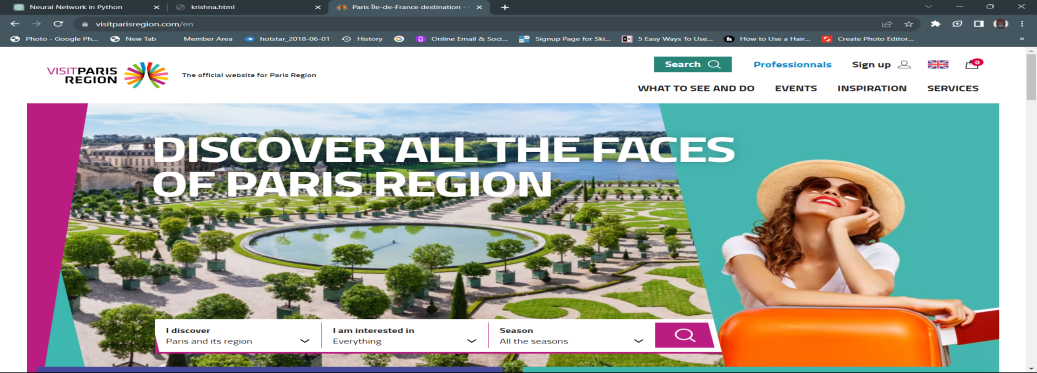 Neural Network in Python
krishna.html
Paris Île-de-France destination -
visitparisregion.com/en
Photo - Google Ph...
New Tab
Member Area
hotstar_2018-06-01
History
Online Email & Soci...
Signup Page for Ski...
5 Easy Ways To Use...
How to Use a Hair...
Create Photo Editor...
VISITPARIS
REGION
The official website for Paris Region
Search
Professionnals
Sign up
0
WHAT TO SEE AND DO
EVENTS
INSPIRATION
SERVICES
DISCOVER ALL THE FACES
OF PARIS REGION
I discover
Paris and its region
I am interested in
Everything
Season
All the seasons